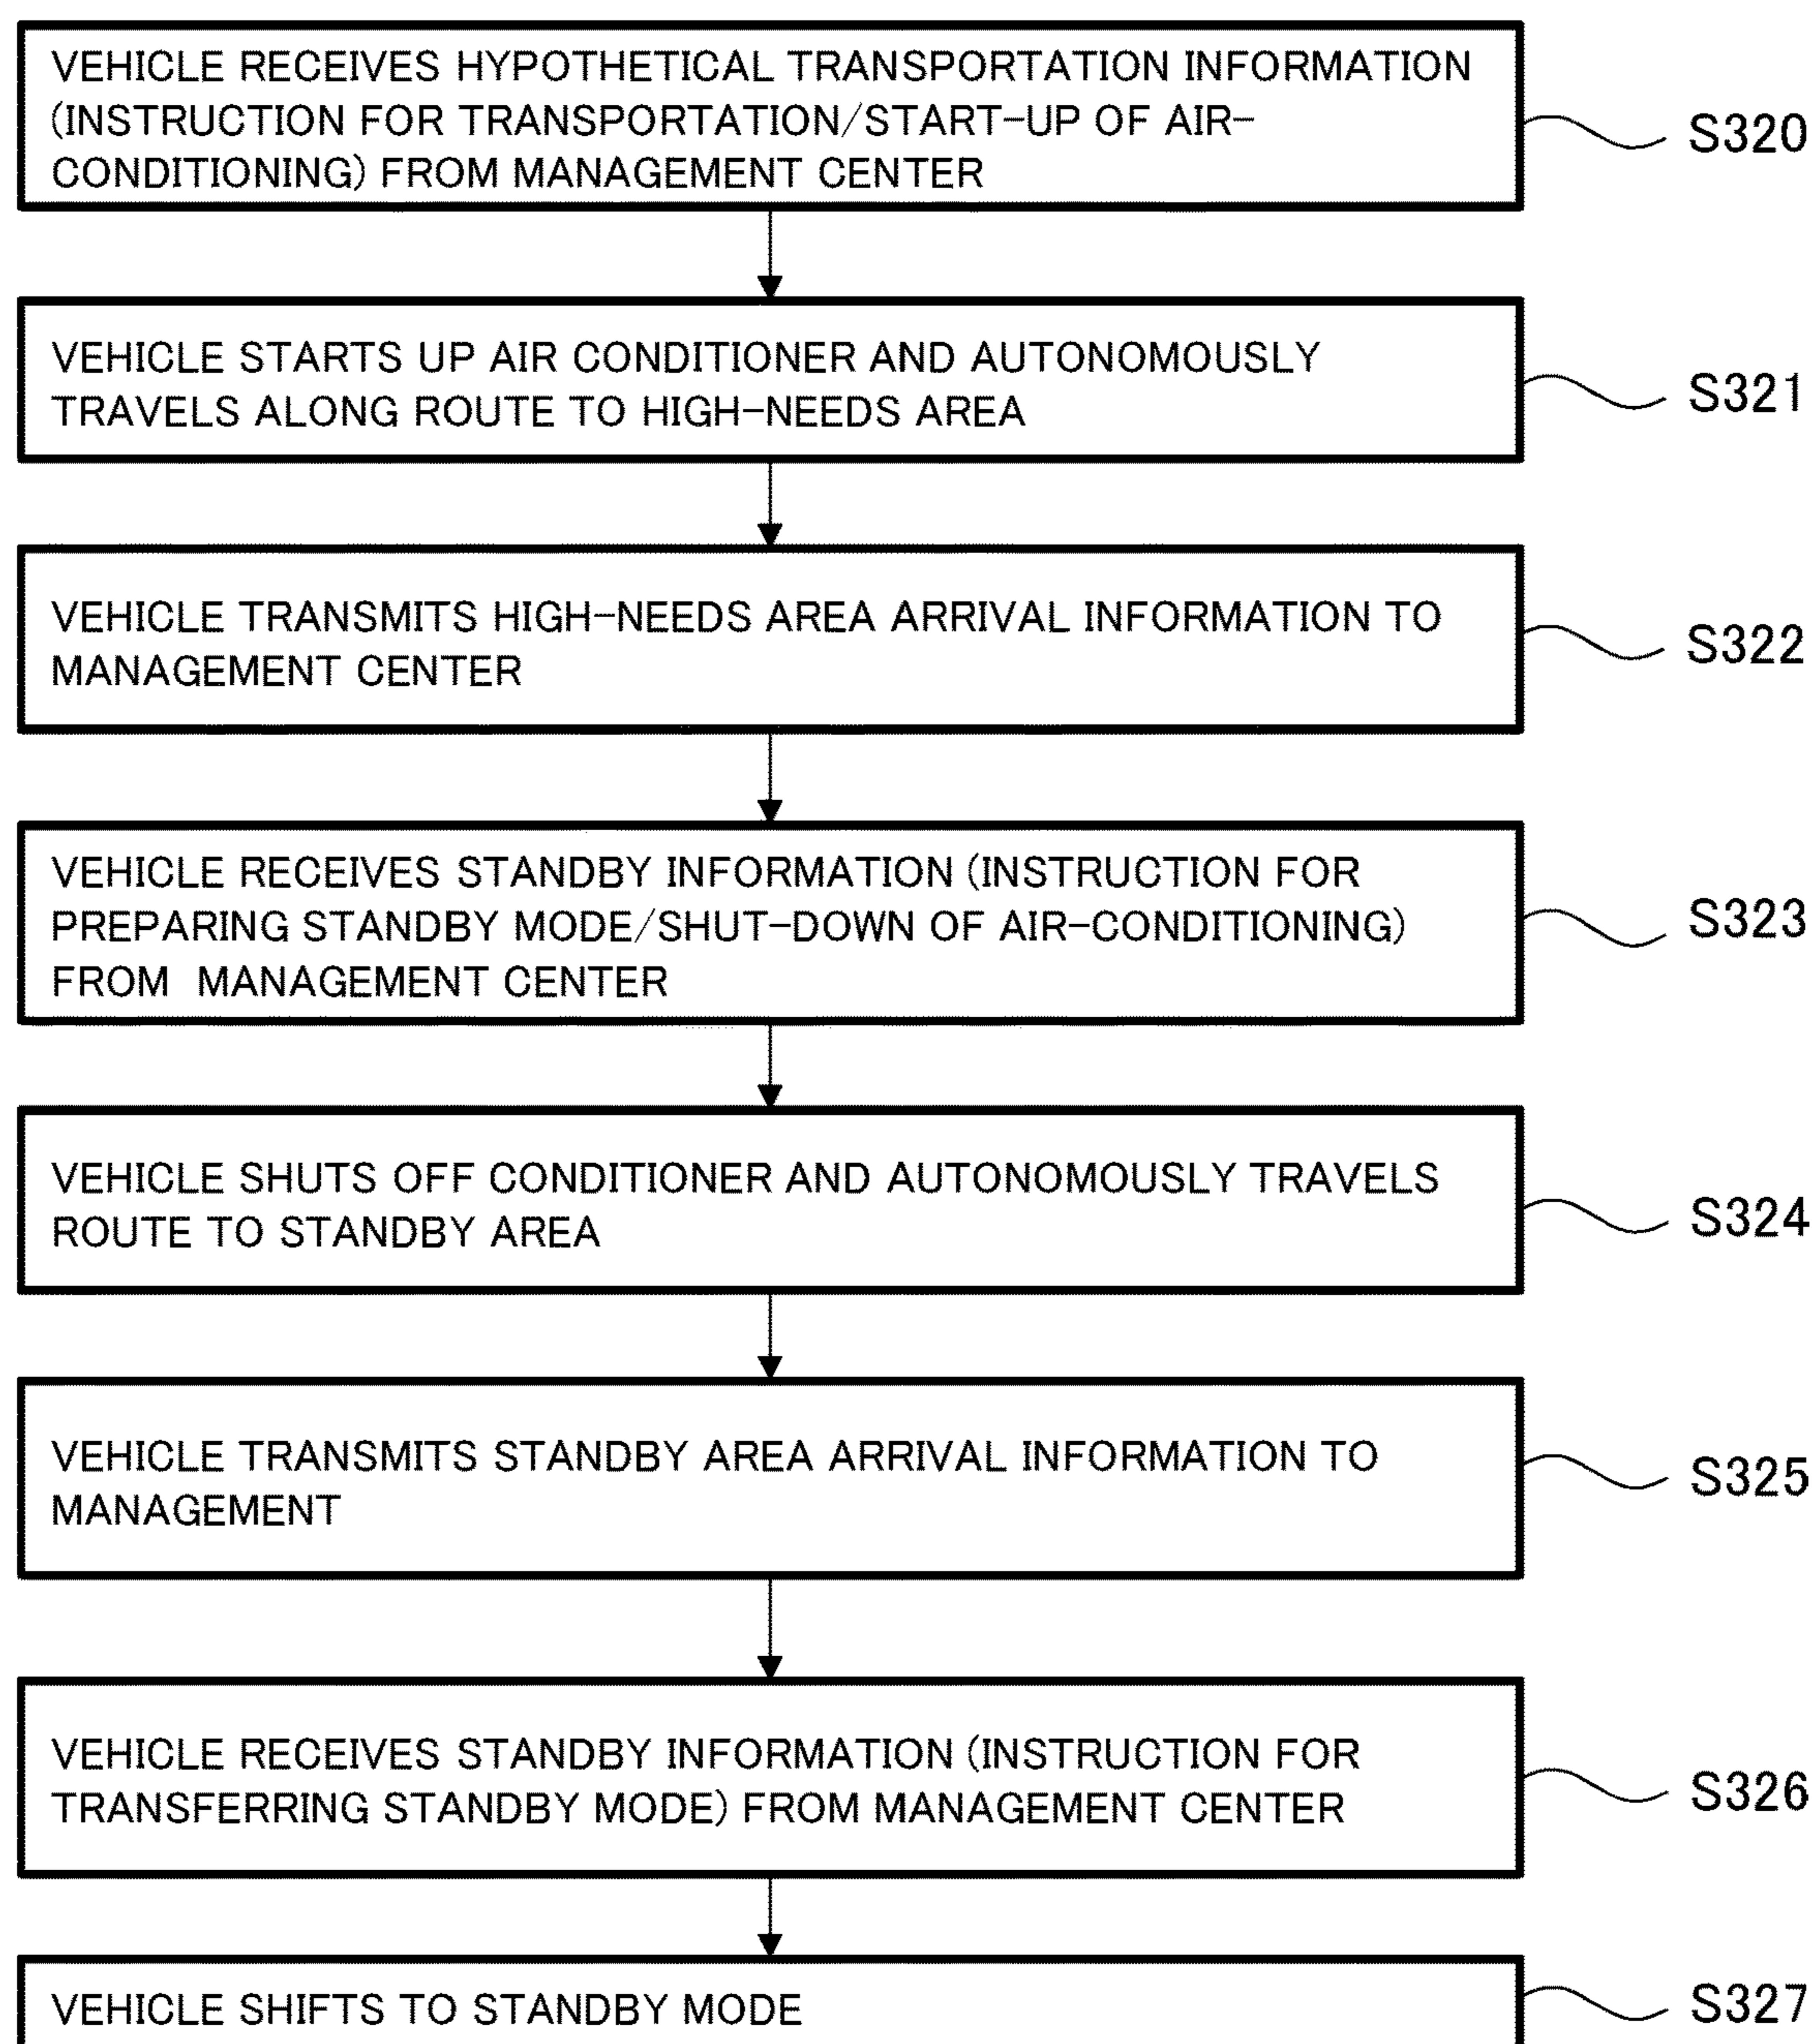 VEHICLE RECEIVES HYPOTHETICAL TRANSPORTATION INFORMATION
(INSTRUCTION FOR TRANSPORTATION/START-UP OF AIR-
CONDITIONING) FROM MANAGEMENT CENTER
S320
VEHICLE STARTS UP AIR CONDITIONER AND AUTONOMOUSLY
TRAVELS ALONG ROUTE TO HIGH-NEEDS AREA
S321
VEHICLE TRANSMITS HIGH-NEEDS AREA ARRIVAL INFORMATION TO
MANAGEMENT CENTER
S322
VEHICLE RECEIVES STANDBY INFORMATION (INSTRUCTION FOR
PREPARING STANDBY MODE/SHUT-DOWN OF AIR-CONDITIONING)
FROM MANAGEMENT CENTER
S323
VEHICLE SHUTS OFF CONDITIONER AND AUTONOMOUSLY TRAVELS
ROUTE TO STANDBY AREA
S324
VEHICLE TRANSMITS STANDBY AREA ARRIVAL INFORMATION TO
MANAGEMENT
S325
VEHICLE RECEIVES STANDBY INFORMATION (INSTRUCTION FOR
TRANSFERRING STANDBY MODE) FROM MANAGEMENT CENTER
S326
VEHICLE SHIFTS TO STANDBY MODE
S327